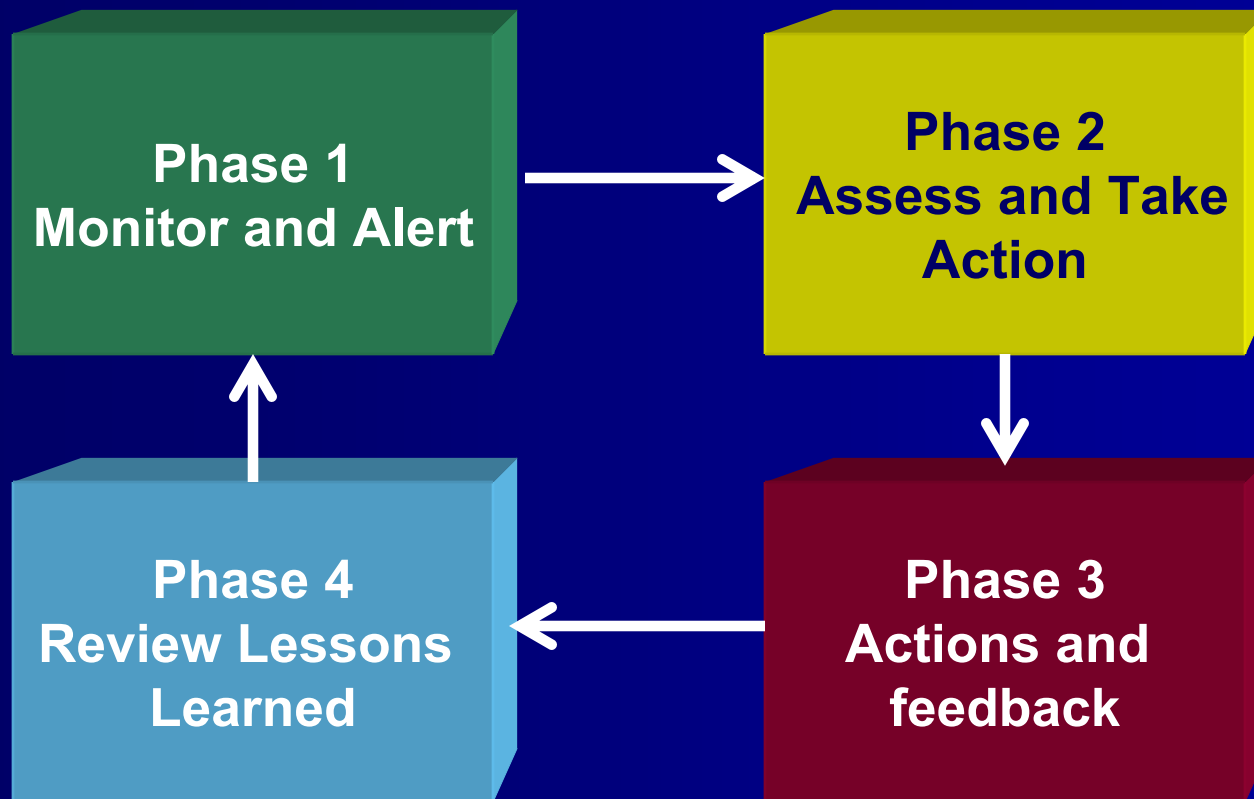 Phase 1
Monitor and Alert
Phase 2
Assess and Take
Action
Phase 4
Review Lessons
Learned
Phase 3
Actions and
feedback